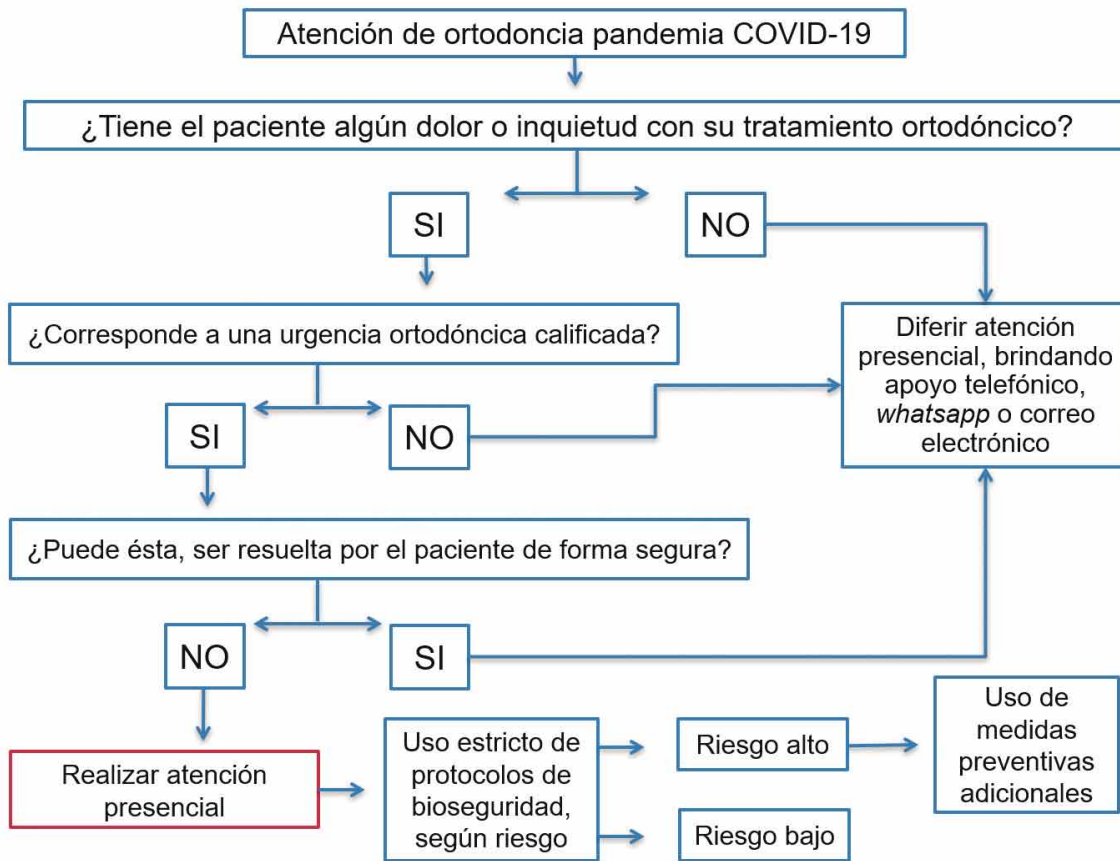 Atención de ortodoncia pandemia COVID-19
¿Tiene el paciente algún dolor o inquietud con su tratamiento ortodóncico?
SI
NO
¿Corresponde a una urgencia ortodóncica calificada?
Diferir atención
presencial, brindando
apoyo telefónico,
whatsapp o correo
electrónico
SI
NO
¿Puede ésta, ser resuelta por el paciente de forma segura?
NO
SI
Realizar atención
presencial
Uso estricto de
protocolos de
bioseguridad,
según riesgo
Riesgo alto
Riesgo bajo
Uso de
medidas
preventivas
adicionales